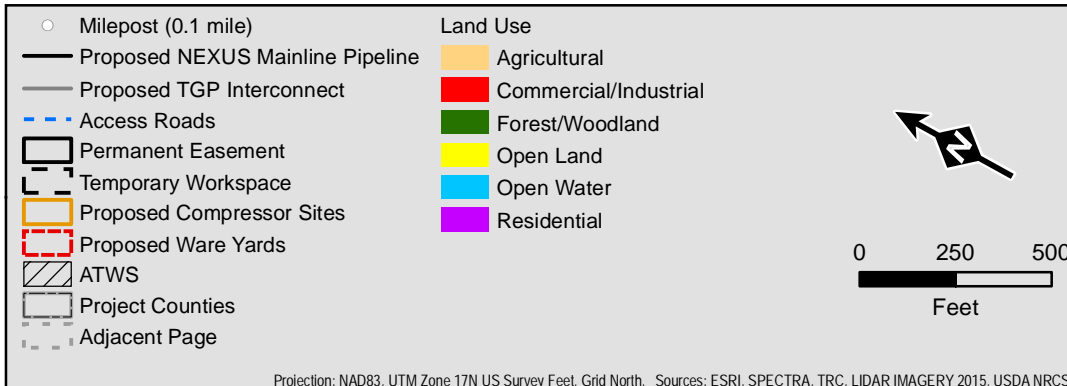 Milepost (0.1 mile)
Proposed NEXUS Mainline Pipeline
Proposed TGP Interconnect
Access Roads
Permanent Easement
Temporary Workspace
Proposed Compressor Sites
Proposed Ware Yards
ATWS
Project Counties
Adjacent Page
Land Use
Agricultural
Commercial/Industrial
Forest/Woodland
Open Land
Open Water
Residential
N
0 250 500
Feet
Projection: NAD83, UTM Zone 17N US Survey Feet, Grid North, Sources: ESRI, SPECTRA, TRC, LIDAR IMAGERY 2015, USDA NRCS